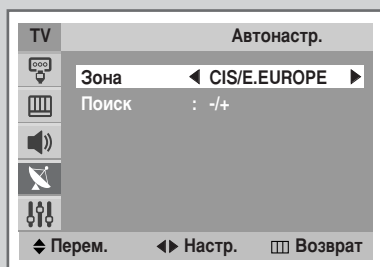 TV Автонастр.
Зона ◀ CIS/E.EUROPE ▶
Поиск : -/+
Перем. Настр. Возврат